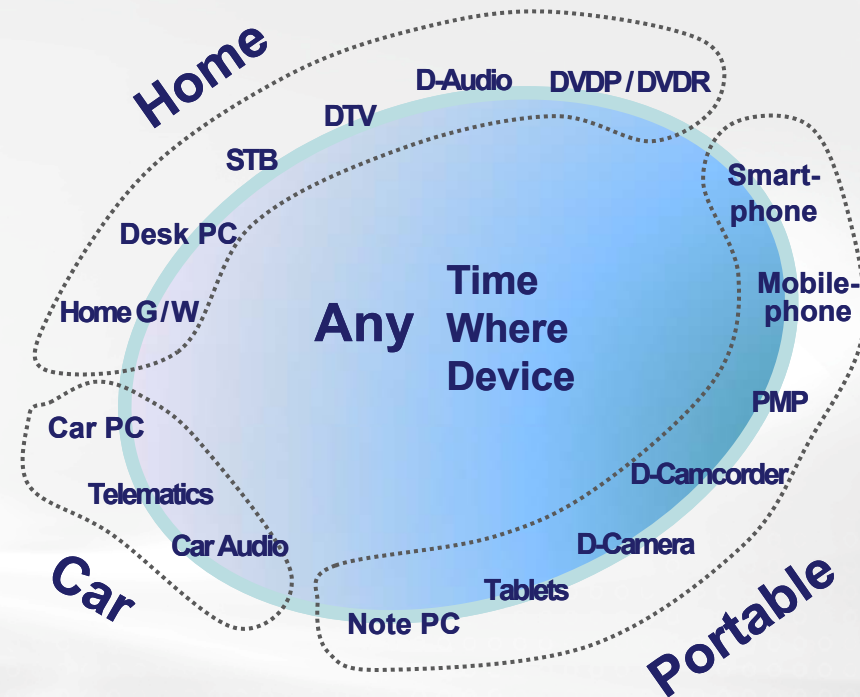 Home
D-Audio
DVDP / DVDR
DTV
STB
Desk PC
Home G/W
Smart-
phone
Mobile-
phone
PMP
D-Camcorder
D-Camera
Tablets
Note PC
Portable
Any
Time
Where
Device
Car PC
Telematics
Car Audio
Car